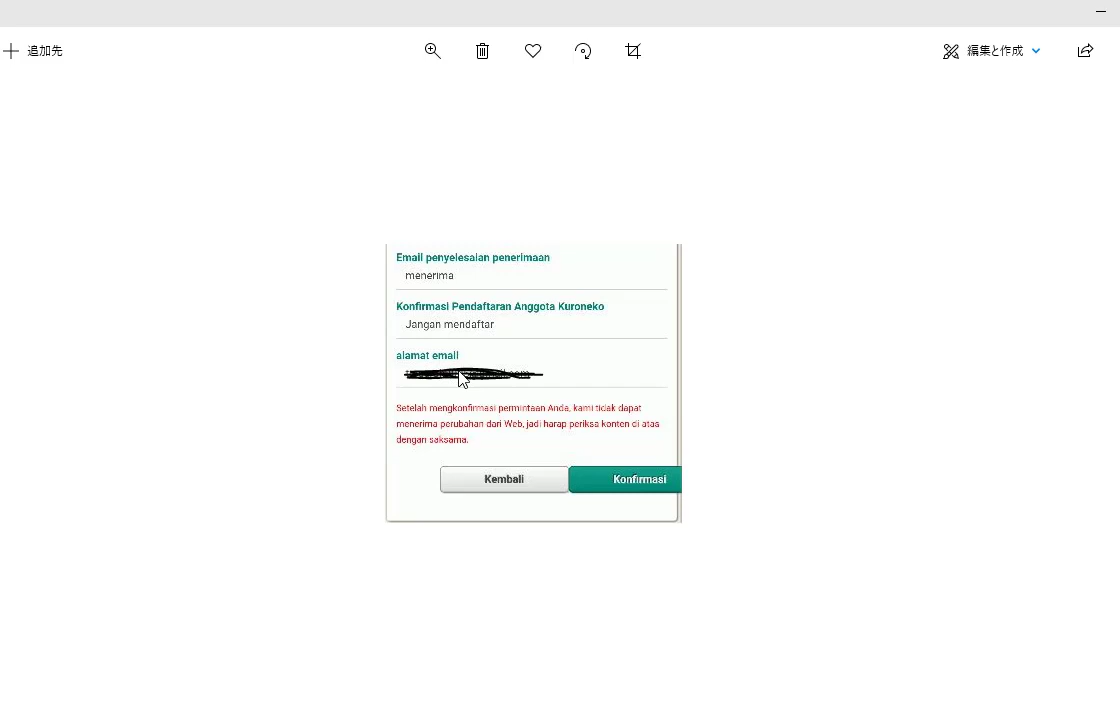 追加先
編集と作成
Email penyelesaian penerimaan
menerima
Konfirmasi Pendaftaran Anggota Kuroneko
Jangan mendaftar
alamat email
Setelah mengkonfirmasi permintaan Anda, kami tidak dapat
menerima perubahan dari Web, jadi harap periksa konten di atas
dengan saksama.
Kembali
Konfirmasi